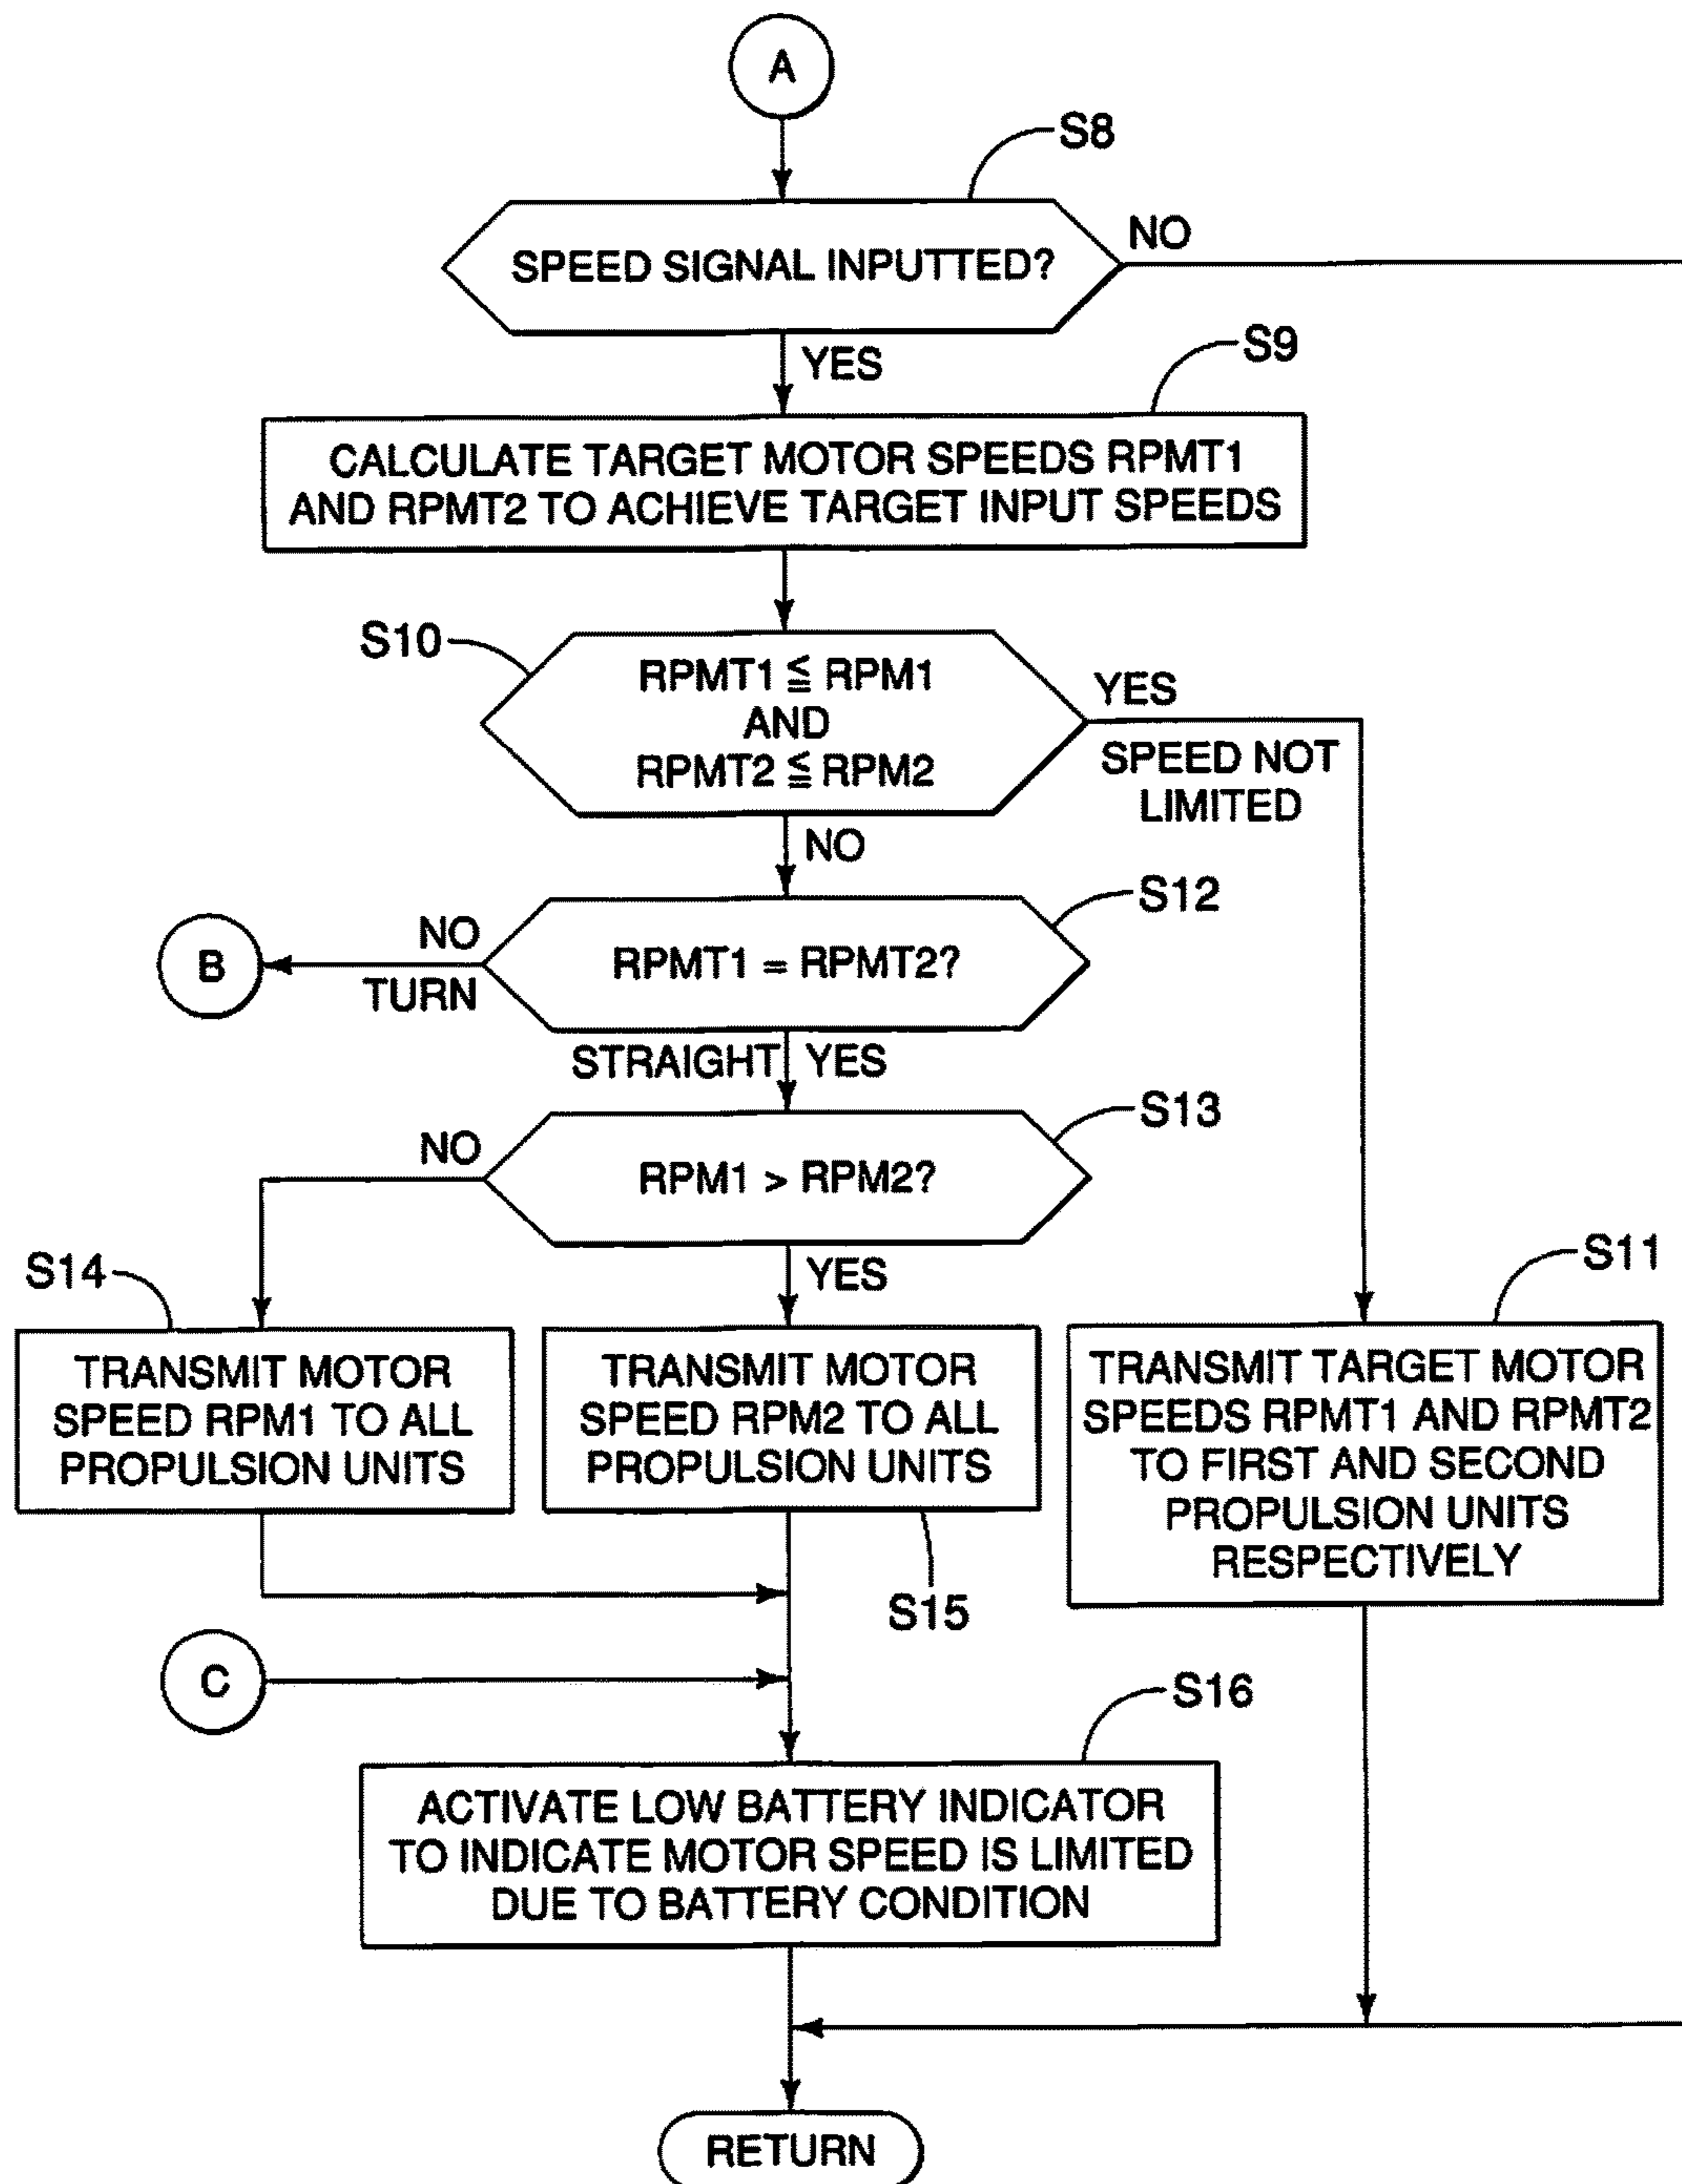 A
S8
SPEED SIGNAL INPUTTED?
NO
YES
S9
CALCULATE TARGET MOTOR SPEEDS RPMT1
AND RPMT2 TO ACHIEVE TARGET INPUT SPEEDS
S10
RPMT1 ≦ RPM1
AND
RPMT2 ≦ RPM2
YES
SPEED NOT
LIMITED
NO
S12
RPMT1 = RPMT2?
NO
TURN
B
STRAIGHT
YES
S13
RPM1 > RPM2?
NO
YES
S14
TRANSMIT MOTOR
SPEED RPM1 TO ALL
PROPULSION UNITS
TRANSMIT MOTOR
SPEED RPM2 TO ALL
PROPULSION UNITS
S15
S11
TRANSMIT TARGET MOTOR
SPEEDS RPMT1 AND RPMT2
TO FIRST AND SECOND
PROPULSION UNITS
RESPECTIVELY
C
S16
ACTIVATE LOW BATTERY INDICATOR
TO INDICATE MOTOR SPEED IS LIMITED
DUE TO BATTERY CONDITION
RETURN